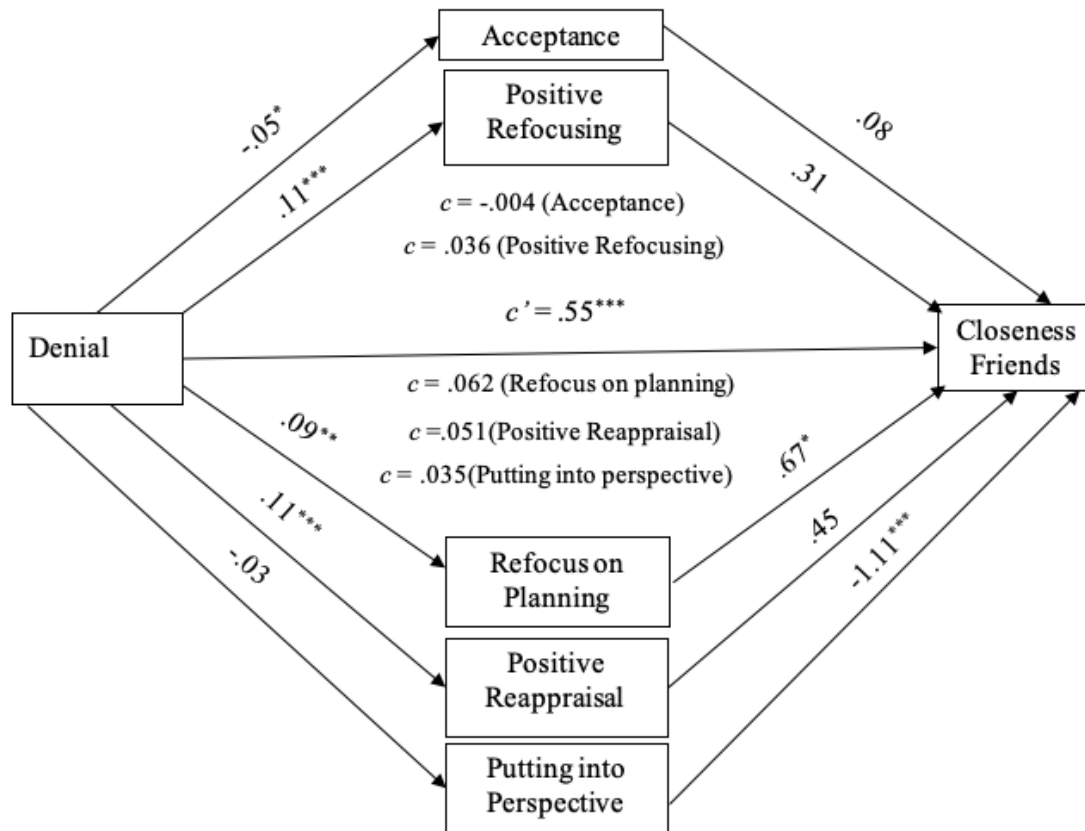 Acceptance
Positive
Refocusing
-.05*
.11***
.08
.31
c = -.004 (Acceptance)
c = .036 (Positive Refocusing)
c' = .55***
Denial
Closeness
Friends
c = .062 (Refocus on planning)
c =.051(Positive Reappraisal)
c = .035(Putting into perspective)
.09**
.11***
-.03
.67*
.45
-1.11***
Refocus on
Planning
Positive
Reappraisal
Putting into
Perspective